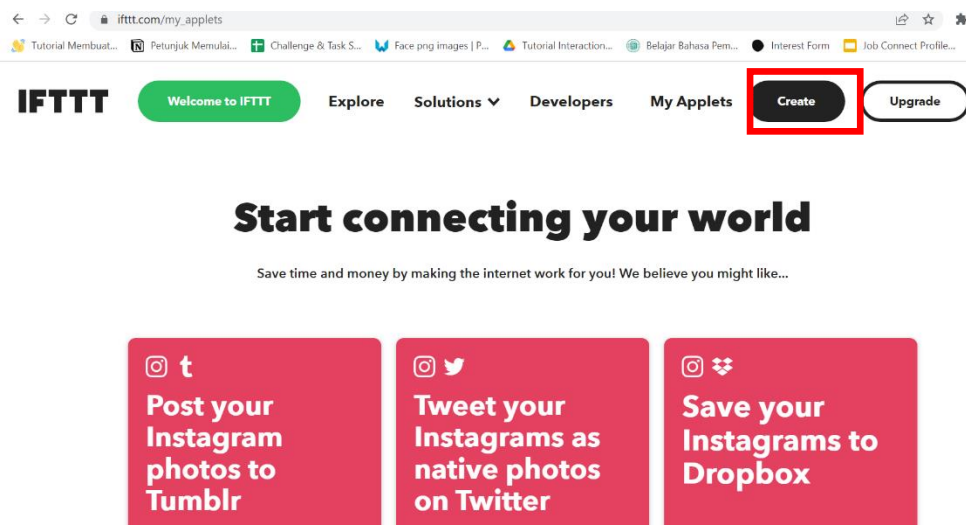 ifttt.com/my_applets
Tutorial Membuat... Petunjuk Memulai... Challenge & Task S... Face png images | P... Tutorial Interaction... Belajar Bahasa Pem... Interest Form Job Connect Profile...
IFTTT Welcome to IFTTT Explore Solutions Developers My Applets Create Upgrade
Start connecting your world
Save time and money by making the internet work for you! We believe you might like...
Post your
Instagram
photos to
Tumblr
Tweet your
Instagrams as
native photos
on Twitter
Save your
Instagrams to
Dropbox